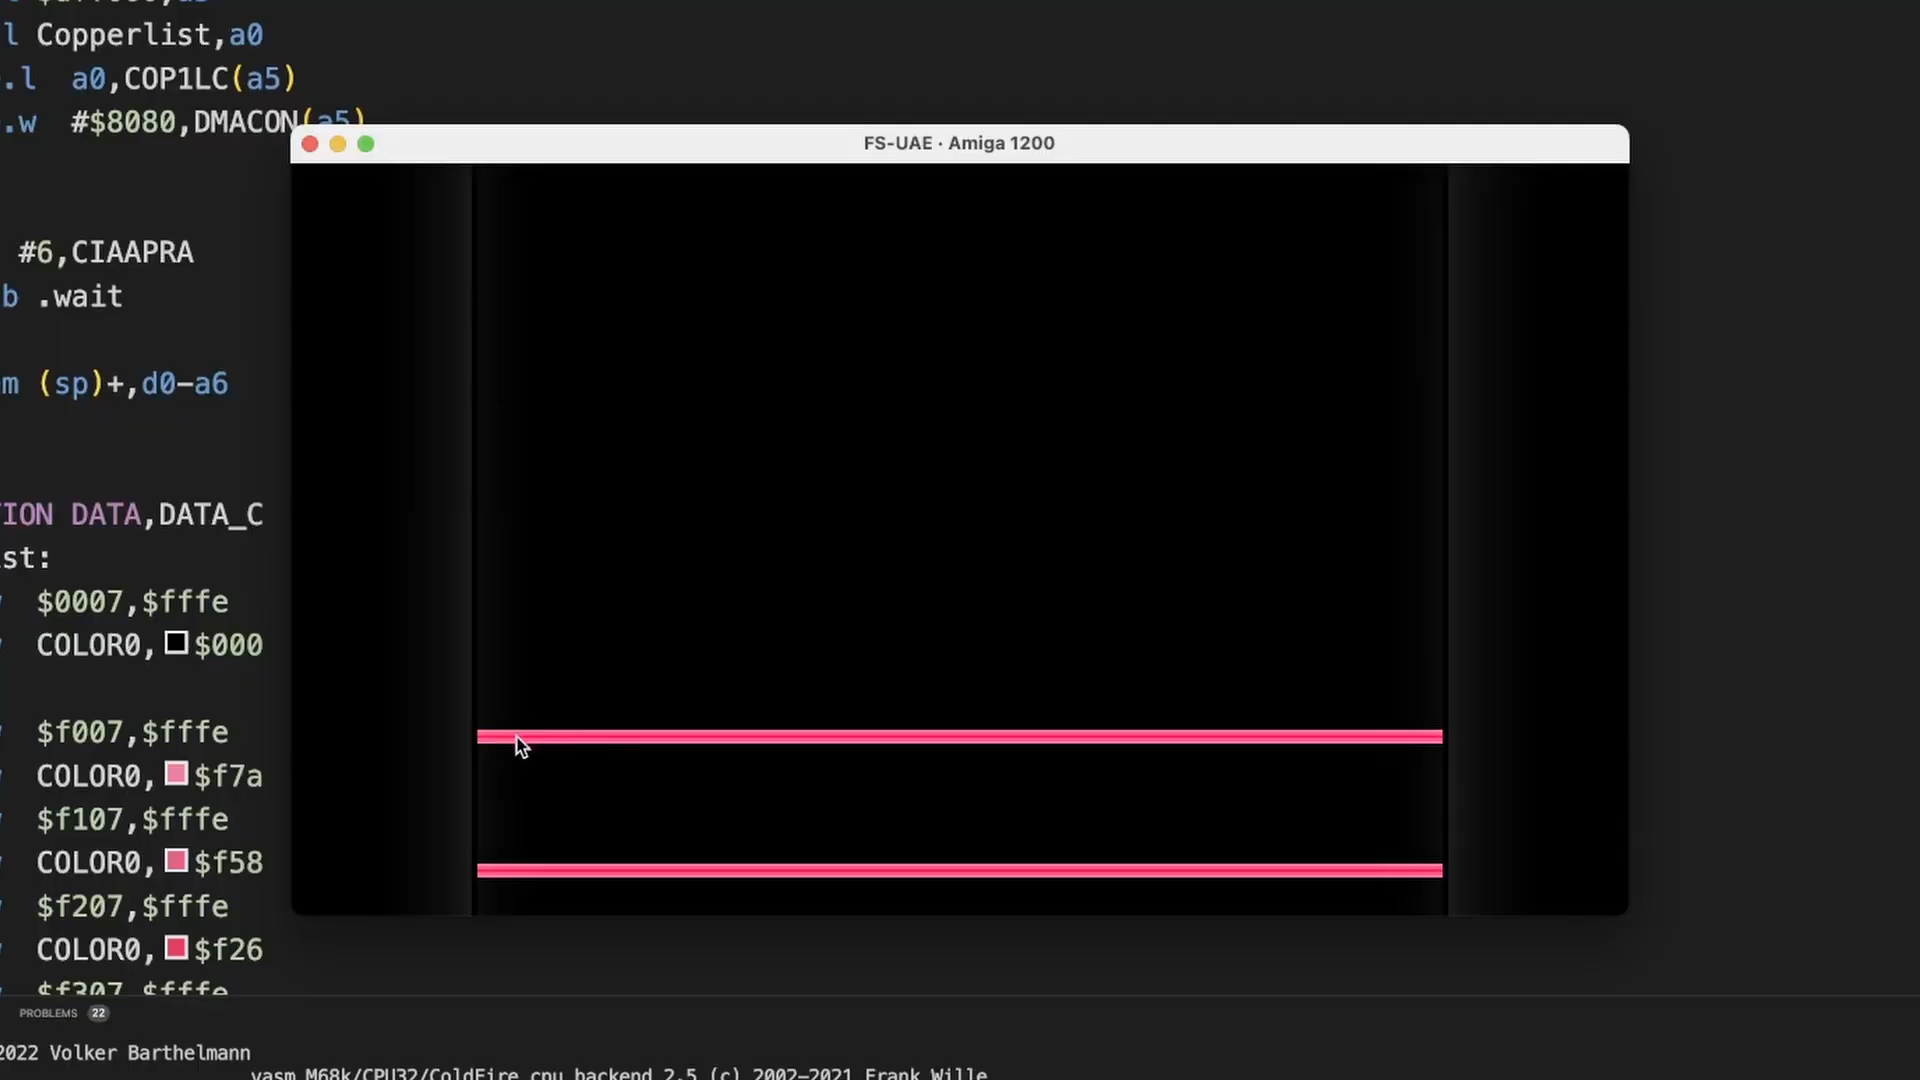 l Copperlist,a0
.l a0,COP1LC(a5)
.w #$8080,DMACON(a5)
FS-UAE · Amiga 1200
#6,CIAAPRA
b .wait
m (sp)+,d0-a6
ION DATA,DATA_C
st:
$0007,$fffe
COLOR0,$000
$f007,$fffe
COLOR0,$f7a
$f107,$fffe
COLOR0,$f58
$f207,$fffe
COLOR0,$f26
$f307,$fffe
PROBLEMS 22
2022 Volker Barthelmann
vasm M68k/CPU32/ColdFire cpu backend 2.5 (c) 2002-2021 Frank Wille